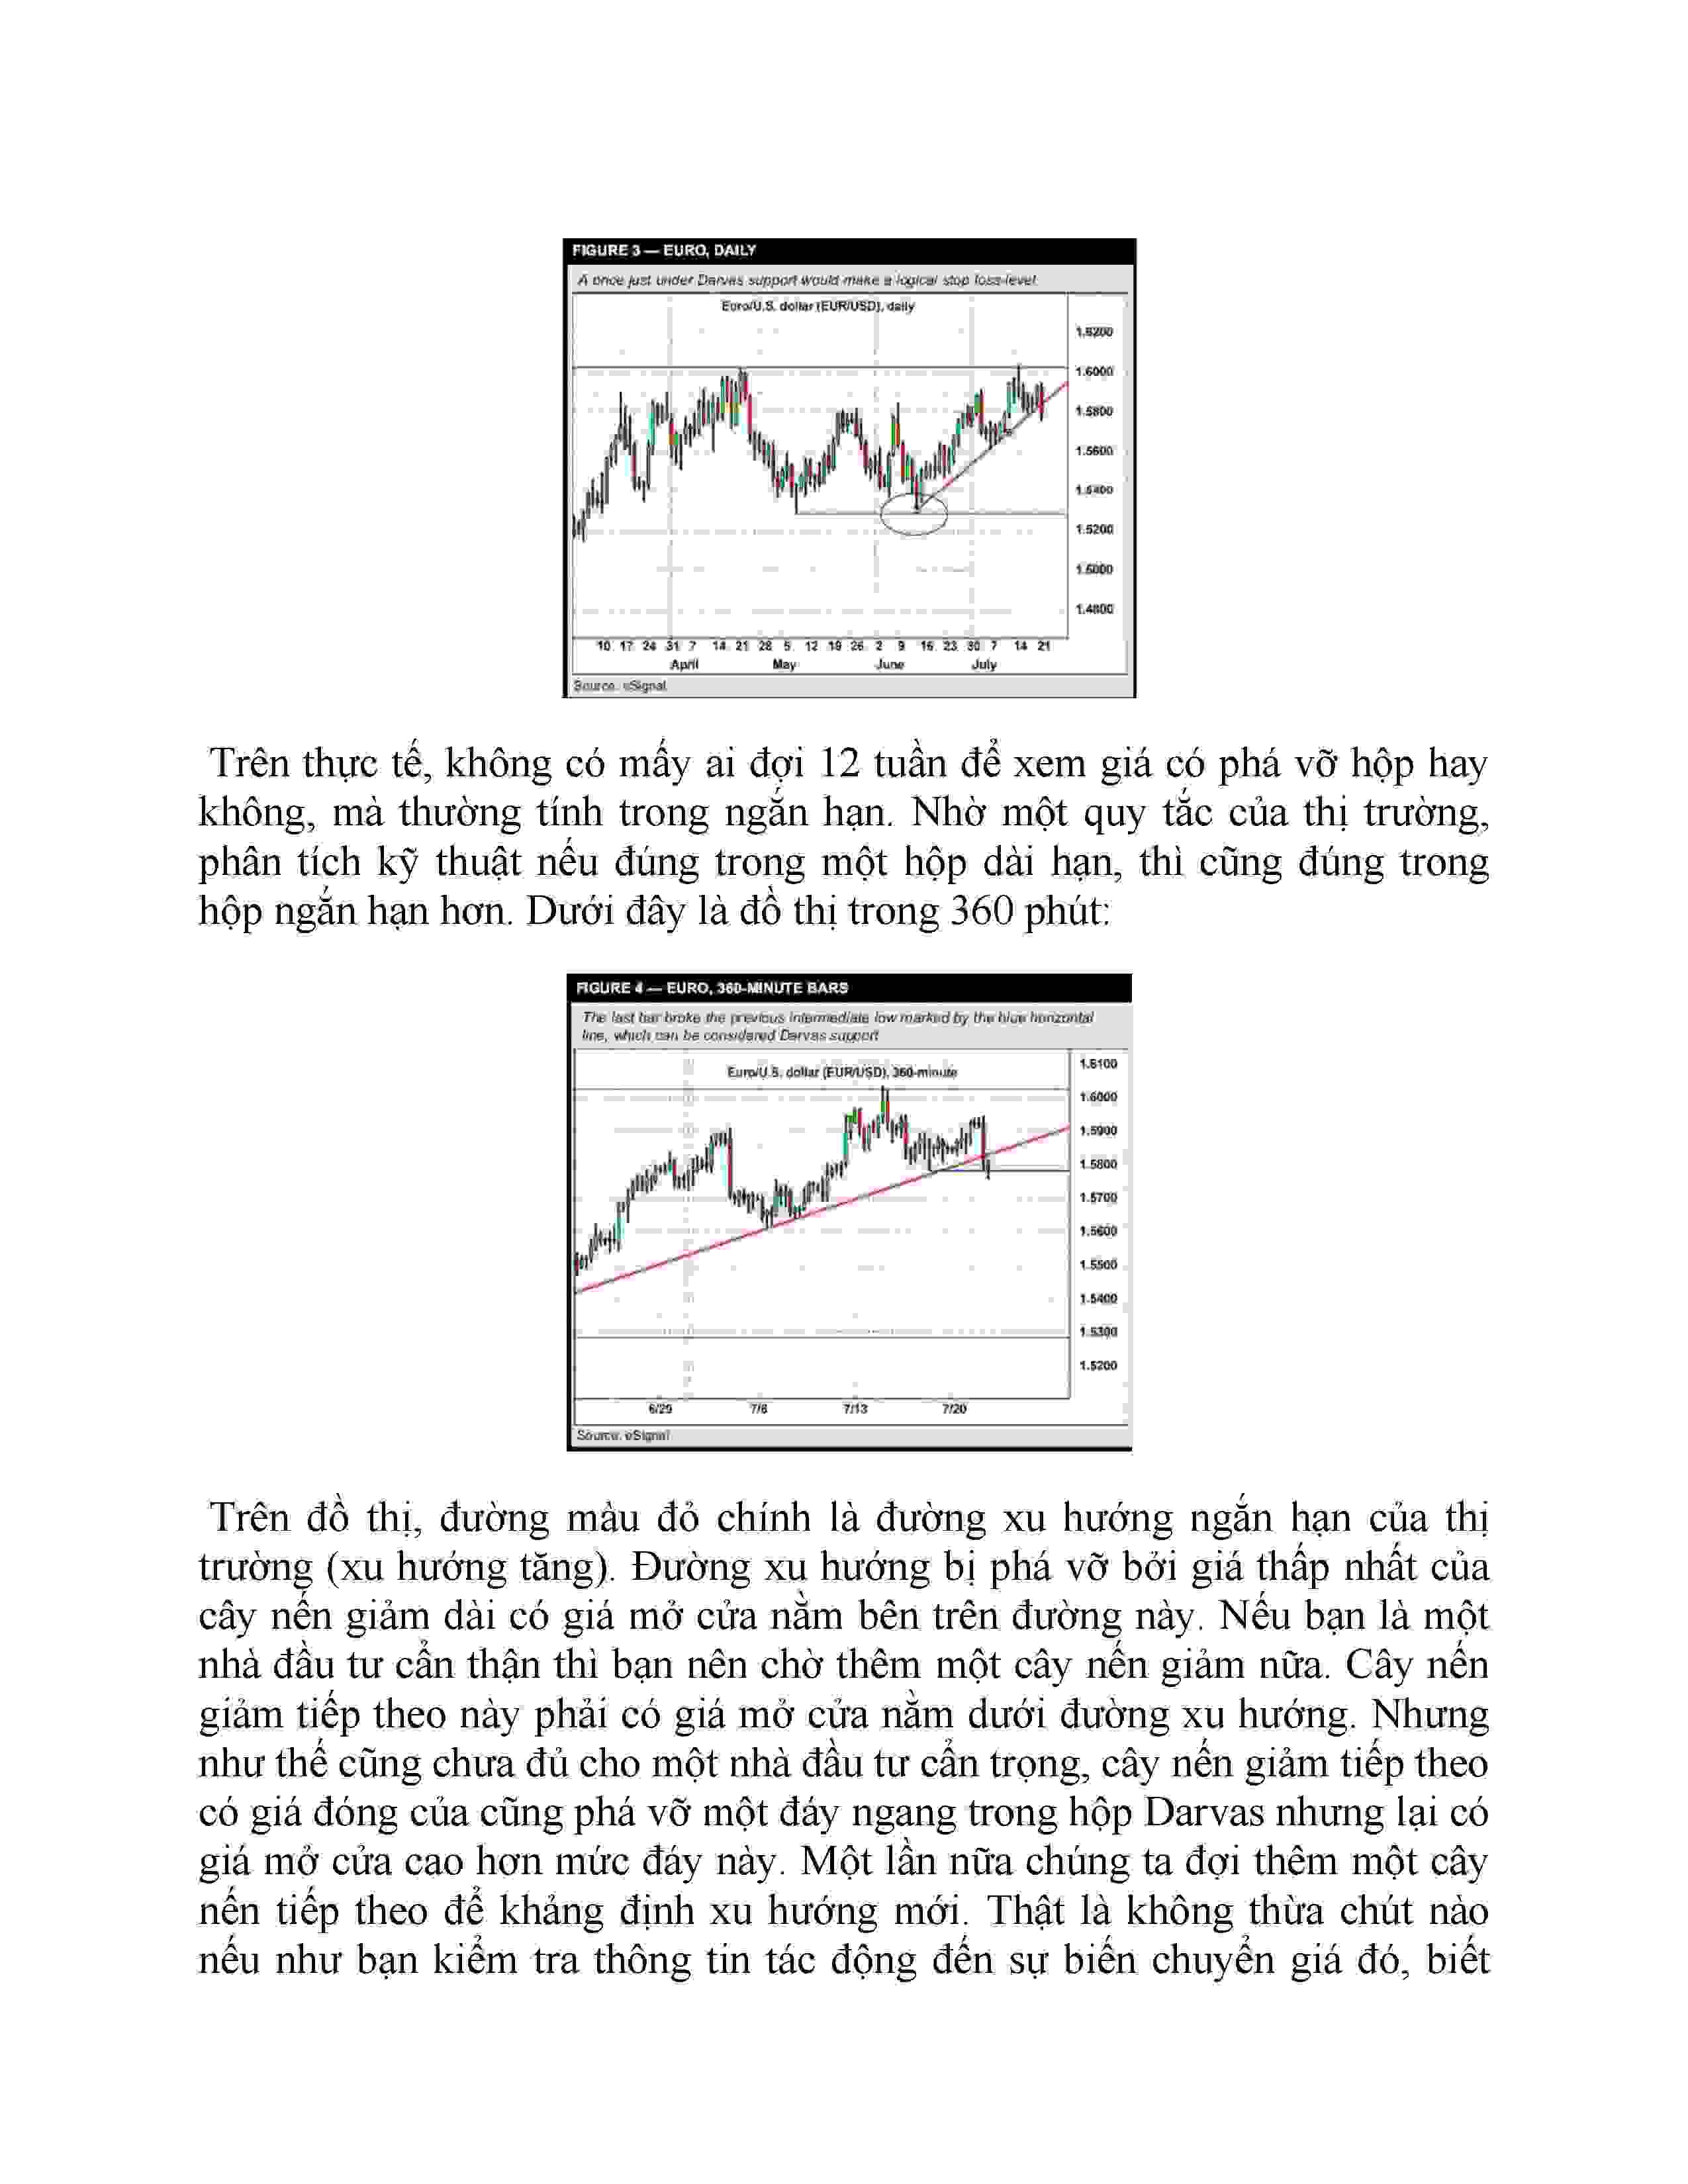 FIGURE 3 — EURO, DAILY
A price just under Darvas support would make a logical stop loss-level.
Euro/U.S. dollar (EUR/USD), daily
1.6200
1.6000
1.5800
1.5600
1.5400
1.5200
1.5000
1.4800
10 17 24 31 7 14 21 28 5 12 19 26 2 9 16 23 30 7 14 21
April May June July
Source: eSignal
Trên thực tế, không có mấy ai đợi 12 tuần để xem giá có phá vỡ hộp hay
không, mà thường tính trong ngắn hạn. Nhờ một quy tắc của thị trường,
phân tích kỹ thuật nếu đúng trong một hộp dài hạn, thì cũng đúng trong
hộp ngắn hạn hơn. Dưới đây là đồ thị trong 360 phút:
FIGURE 4 — EURO, 360-MINUTE BARS
The last bar broke the previous intermediate low marked by the blue horizontal
line, which can be considered Darvas support
Euro/U.S. dollar (EUR/USD), 360-minute
1.6100
1.6000
1.5900
1.5800
1.5700
1.5600
1.5500
1.5400
1.5300
1.5200
6/29 7/6 7/13 7/20
Source: eSignal
Trên đồ thị, đường màu đỏ chính là đường xu hướng ngắn hạn của thị
trường (xu hướng tăng). Đường xu hướng bị phá vỡ bởi giá thấp nhất của
cây nến giảm dài có giá mở cửa nằm bên trên đường này. Nếu bạn là một
nhà đầu tư cẩn thận thì bạn nên chờ thêm một cây nến giảm nữa. Cây nến
giảm tiếp theo này phải có giá mở cửa nằm dưới đường xu hướng. Nhưng
như thế cũng chưa đủ cho một nhà đầu tư cẩn trọng, cây nến giảm tiếp theo
có giá đóng của cũng phá vỡ một đáy ngang trong hộp Darvas nhưng lại có
giá mở cửa cao hơn mức đáy này. Một lần nữa chúng ta đợi thêm một cây
nến tiếp theo để khẳng định xu hướng mới. Thật là không thừa chút nào
nếu như bạn kiểm tra thông tin tác động đến sự biến chuyển giá đó, biết